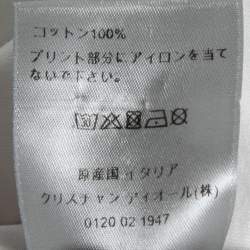 コットン100%
プリント部分にアイロンを当て
ないで下さい。
原産国 イタリア
クリスチャン ディオール(株)
0120 02 1947